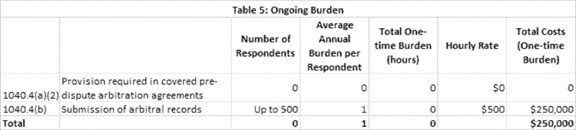 Table 5: Ongoing Burden
Number of Respondents | Average Annual Burden per Respondent | Total One-time Burden (hours) | Hourly Rate | Total Costs (One-time Burden)
1040.4(a)(2) | Provision required in covered pre-dispute arbitration agreements | 0 | 0 | 0 | $0 | 0
1040.4(b) | Submission of arbitral records | Up to 500 | 1 | 0 | $500 | $250,000
Total | 0 | 1 | 0 | $250,000